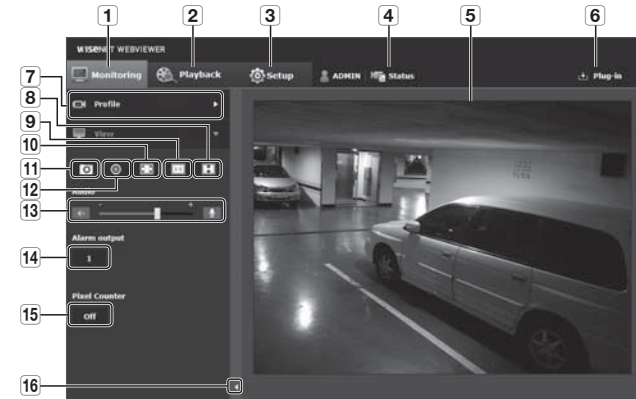 1 2 3 4 5 6
WISENET WEBVIEWER
Monitoring Playback Setup ADMIN Status Plug-in
7 Profile
8 View
9
10
11
12
Audio
13 - +
Alarm output
14 1
Pixel Counter
15 Off
16